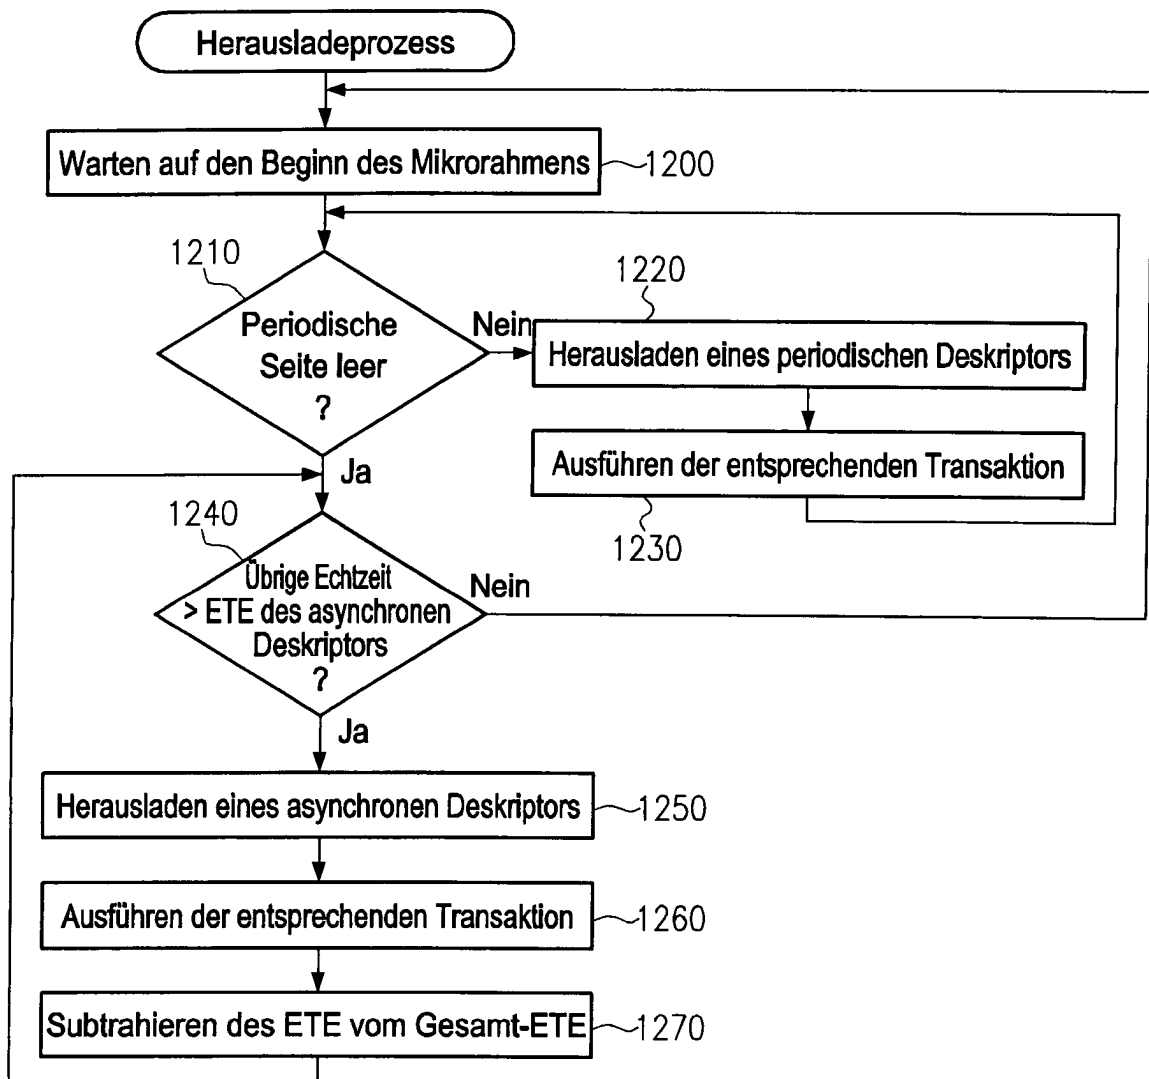 Herausladeprozess
Warten auf den Beginn des Mikrorahmens
1200
1210
Periodische
Seite leer
?
Nein
1220
Herausladen eines periodischen Deskriptors
Ausführen der entsprechenden Transaktion
1230
Ja
1240
Übrige Echtzeit
> ETE des asynchronen
Deskriptors
?
Nein
Ja
Herausladen eines asynchronen Deskriptors
1250
Ausführen der entsprechenden Transaktion
1260
Subtrahieren des ETE vom Gesamt-ETE
1270